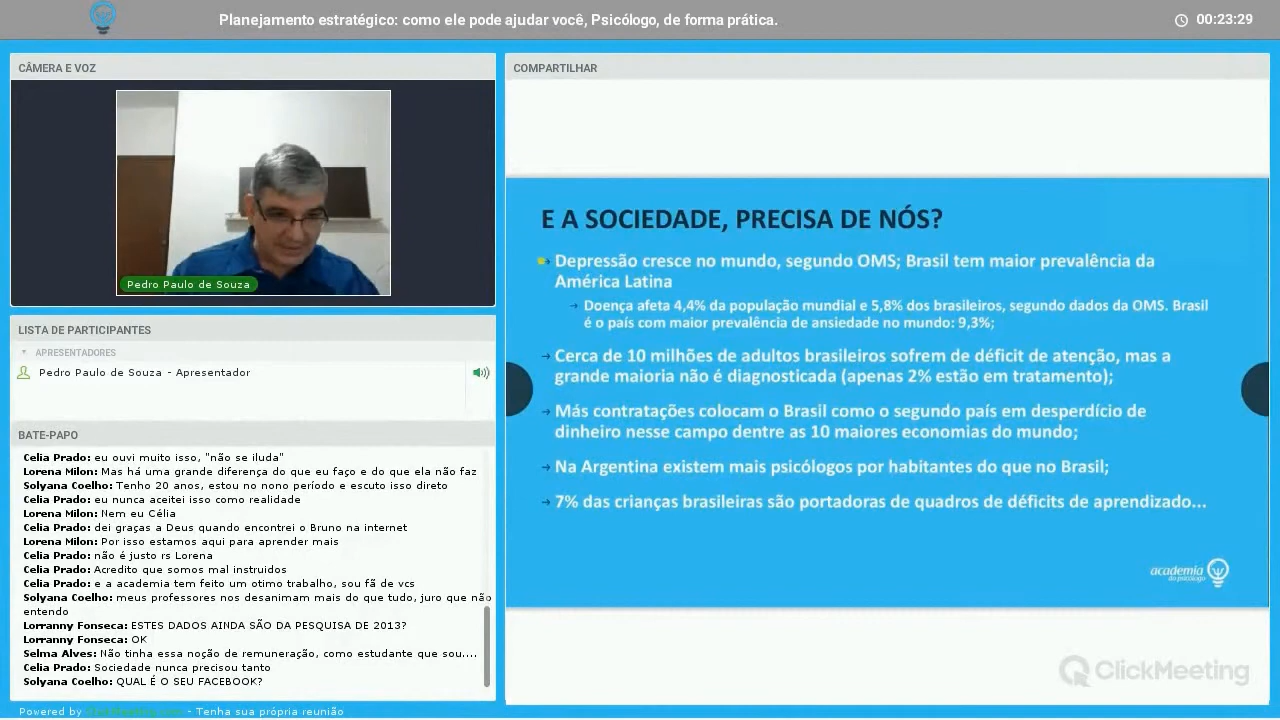 Planejamento estratégico: como ele pode ajudar você, Psicólogo, de forma prática.
00:23:29
CÂMERA E VOZ
Pedro Paulo de Souza
LISTA DE PARTICIPANTES
APRESENTADORES
Pedro Paulo de Souza - Apresentador
BATE-PAPO
Celia Prado: eu ouvi muito isso, "não se iluda"
Lorena Milon: Mas há uma grande diferença do que eu faço e do que ela não faz
Solyana Coelho: Tenho 20 anos, estou no nono período e escuto isso direto
Celia Prado: eu nunca aceitei isso como realidade
Lorena Milon: Nem eu Célia
Celia Prado: dei graças a Deus quando encontrei o Bruno na internet
Lorena Milon: Por isso estamos aqui para aprender mais
Celia Prado: não é justo rs Lorena
Celia Prado: Acredito que somos mal instruidos
Celia Prado: e a academia tem feito um otimo trabalho, sou fã de vcs
Solyana Coelho: meus professores nos desanimam mais do que tudo, juro que não
entendo
Lorranny Fonseca: ESTES DADOS AINDA SÃO DA PESQUISA DE 2013?
Lorranny Fonseca: OK
Selma Alves: Não tinha essa noção de remuneração, como estudante que sou....
Celia Prado: Sociedade nunca precisou tanto
Solyana Coelho: QUAL É O SEU FACEBOOK?
Powered by ClickMeeting.com - Tenha sua própria reunião
COMPARTILHAR
E A SOCIEDADE, PRECISA DE NÓS?
Depressão cresce no mundo, segundo OMS; Brasil tem maior prevalência da
América Latina
Doença afeta 4,4% da população mundial e 5,8% dos brasileiros, segundo dados da OMS. Brasil
é o país com maior prevalência de ansiedade no mundo: 9,3%;
Cerca de 10 milhões de adultos brasileiros sofrem de déficit de atenção, mas a
grande maioria não é diagnosticada (apenas 2% estão em tratamento);
Más contratações colocam o Brasil como o segundo país em desperdício de
dinheiro nesse campo dentre as 10 maiores economias do mundo;
Na Argentina existem mais psicólogos por habitantes do que no Brasil;
7% das crianças brasileiras são portadoras de quadros de déficits de aprendizado...
academia
do psicólogo
ClickMeeting